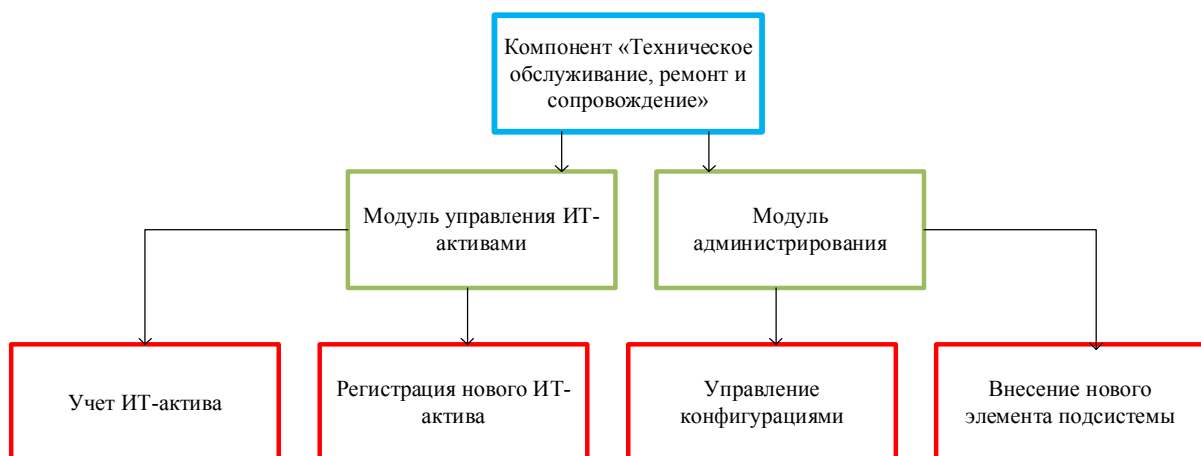 Компонент «Техническое
обслуживание, ремонт и
сопровождение»
Модуль управления ИТ-
активами
Модуль
администрирования
Учет ИТ-актива
Регистрация нового ИТ-
актива
Управление
конфигурациями
Внесение нового
элемента подсистемы